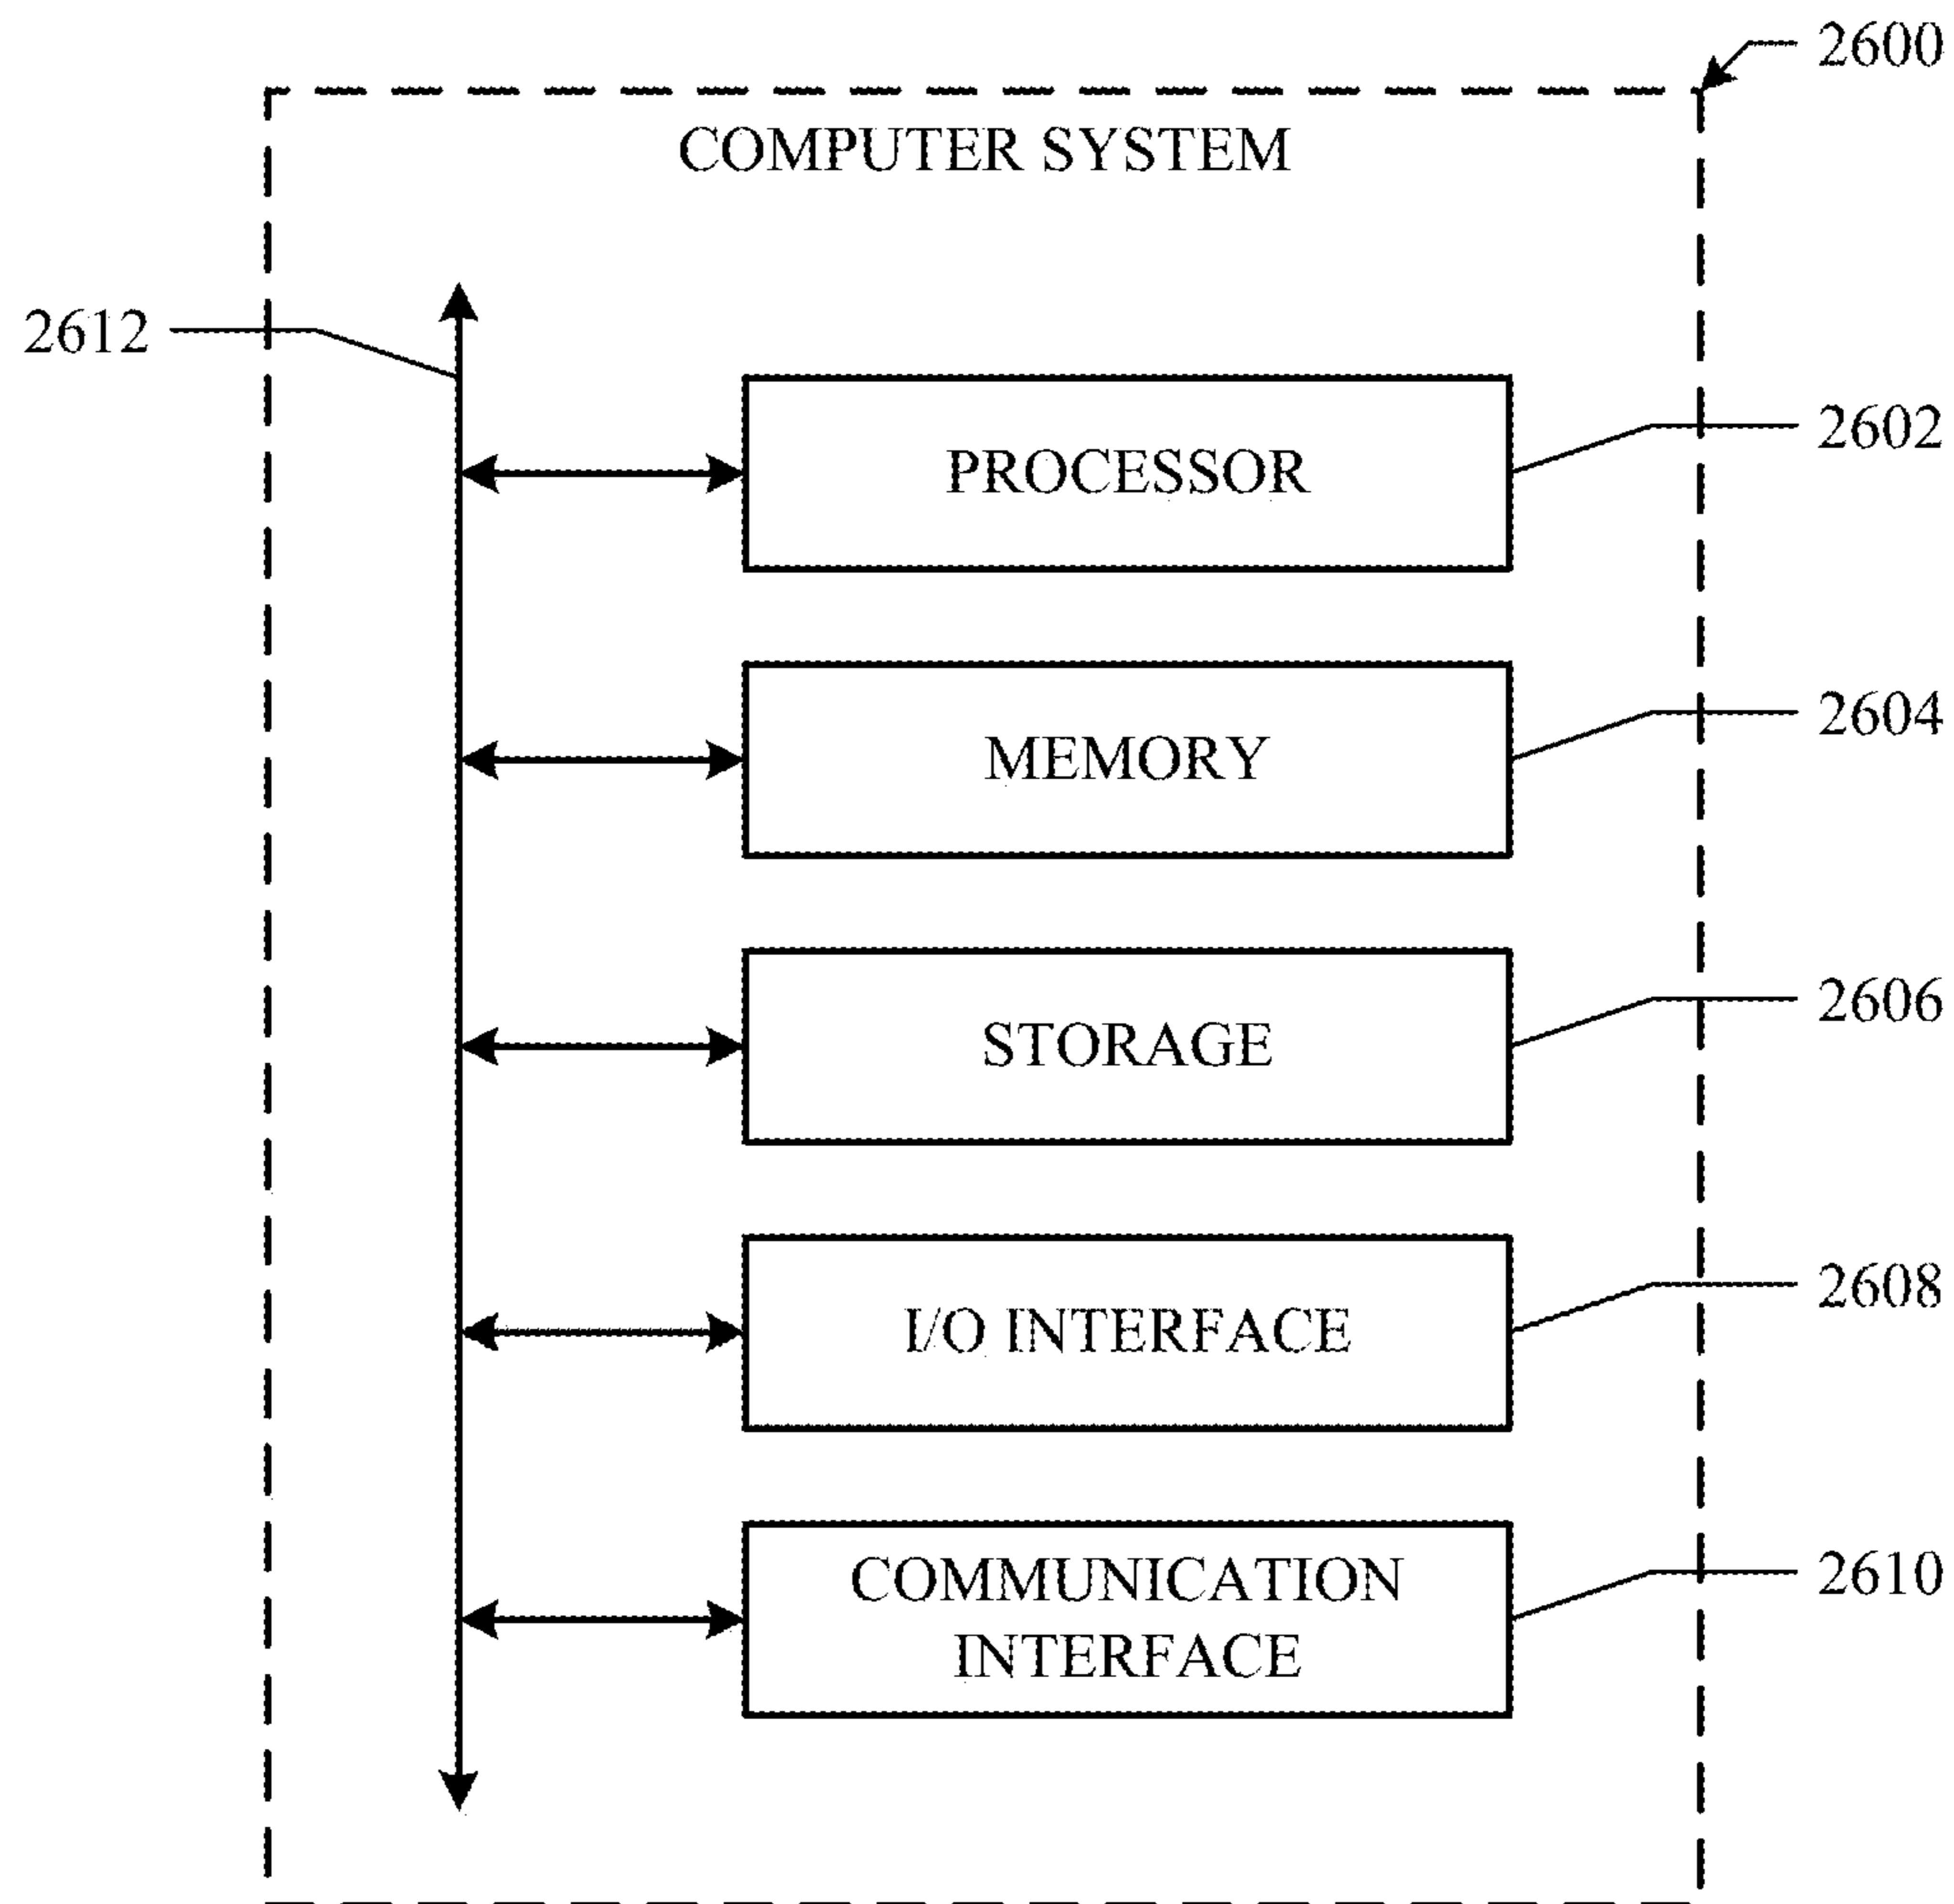 2600
COMPUTER SYSTEM
2612
2602
PROCESSOR
2604
MEMORY
2606
STORAGE
2608
I/O INTERFACE
2610
COMMUNICATION
INTERFACE